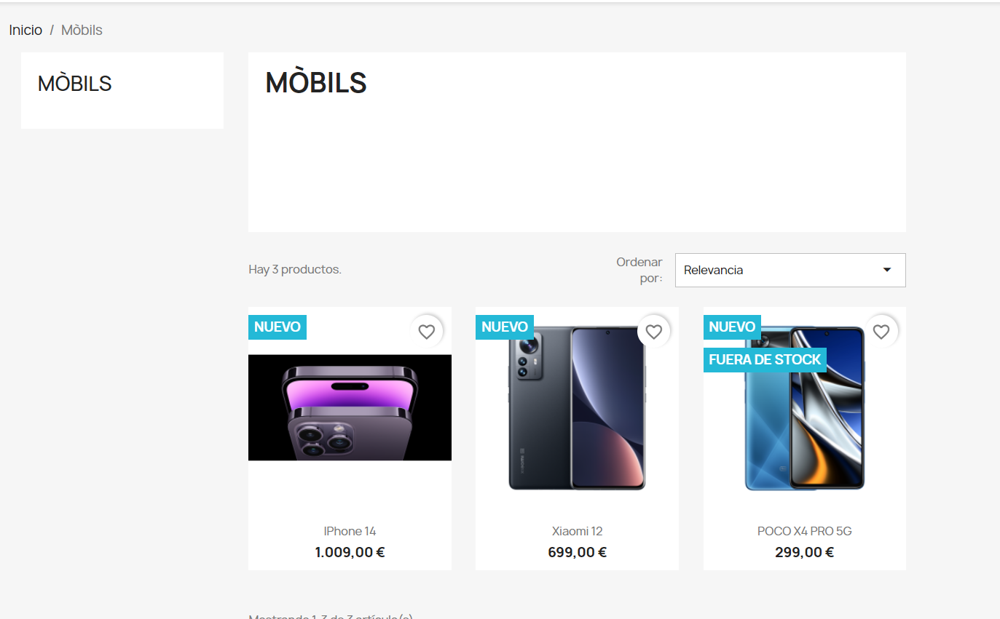 Inicio / Mòbils
MÒBILS
MÒBILS
Hay 3 productos.
Ordenar
por:
Relevancia
NUEVO
IPhone 14
1.009,00 €
NUEVO
xiaomi
Xiaomi 12
699,00 €
NUEVO
FUERA DE STOCK
POCO X4 PRO 5G
299,00 €
Mostrando 1-3 de 3 artículo(s)